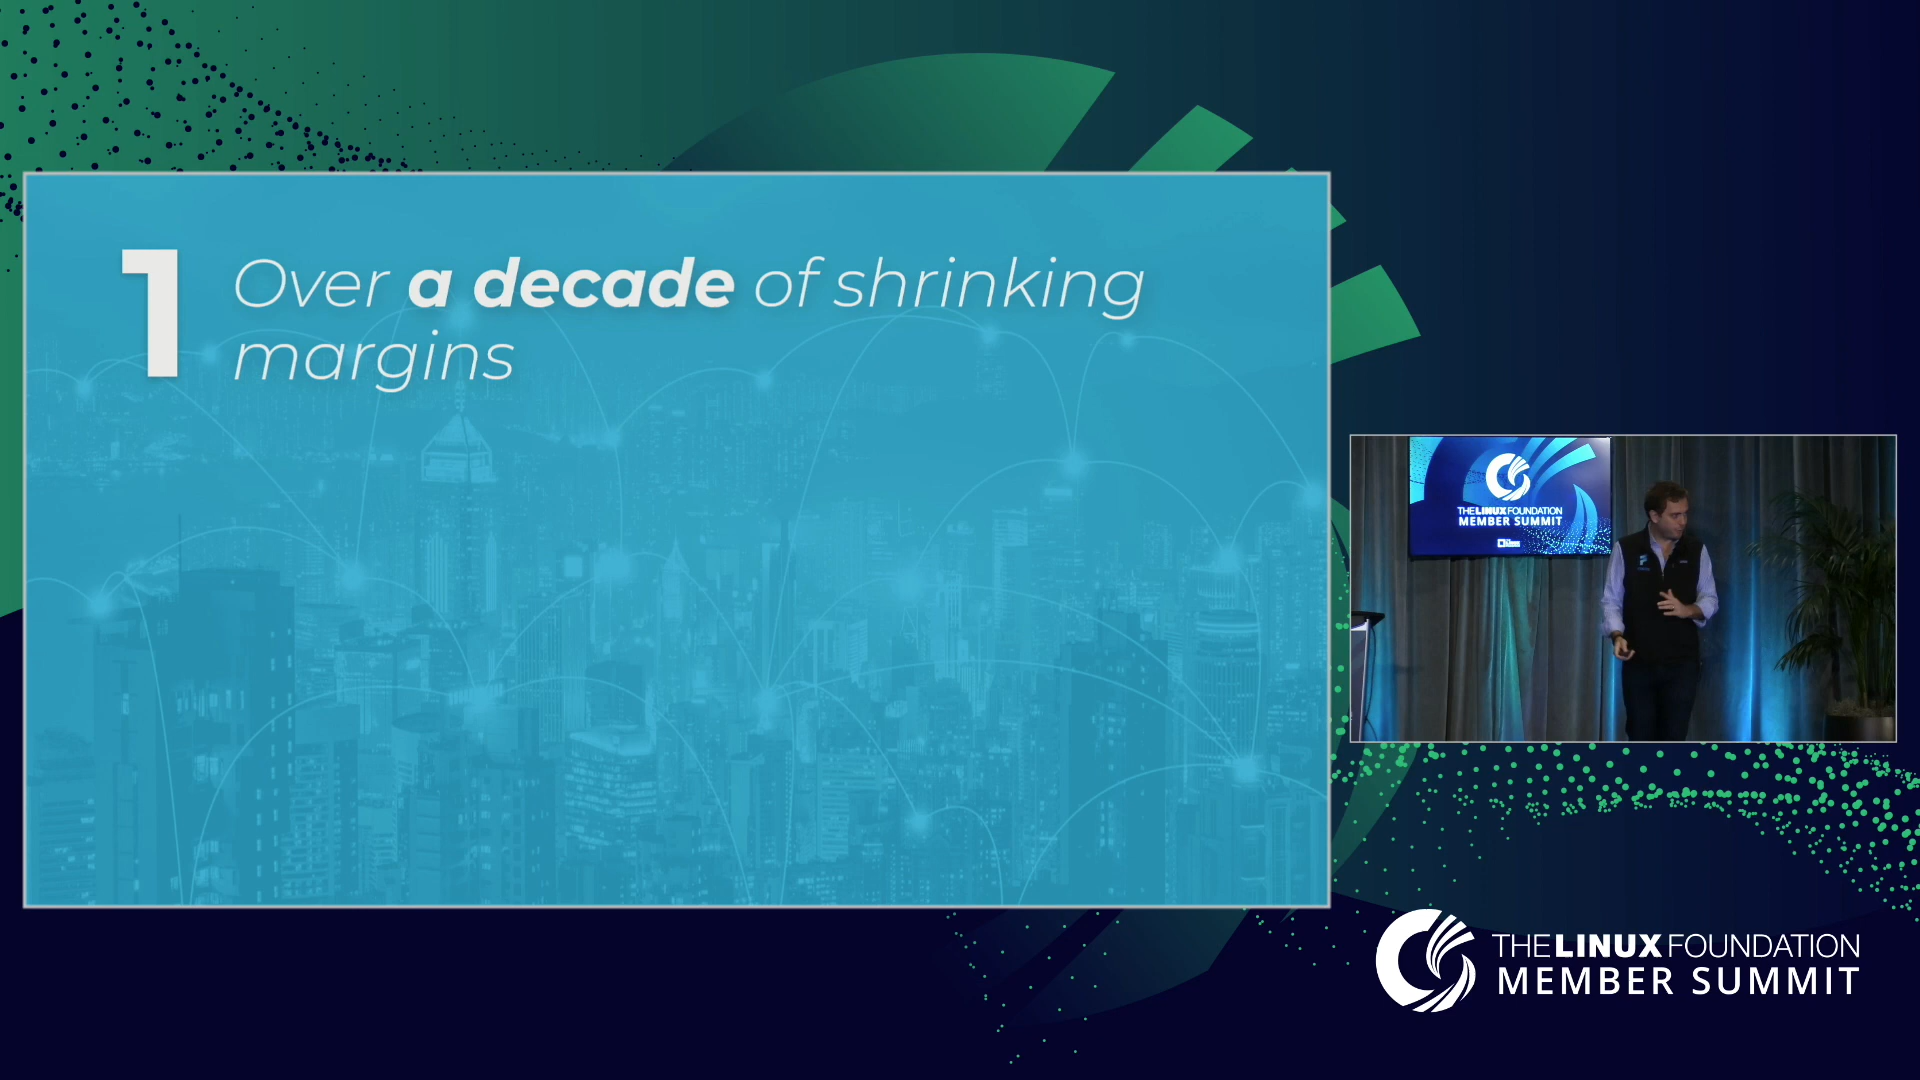 1
Over a decade of shrinking
margins
THE LINUX FOUNDATION
MEMBER SUMMIT
THE LINUX FOUNDATION
MEMBER SUMMIT